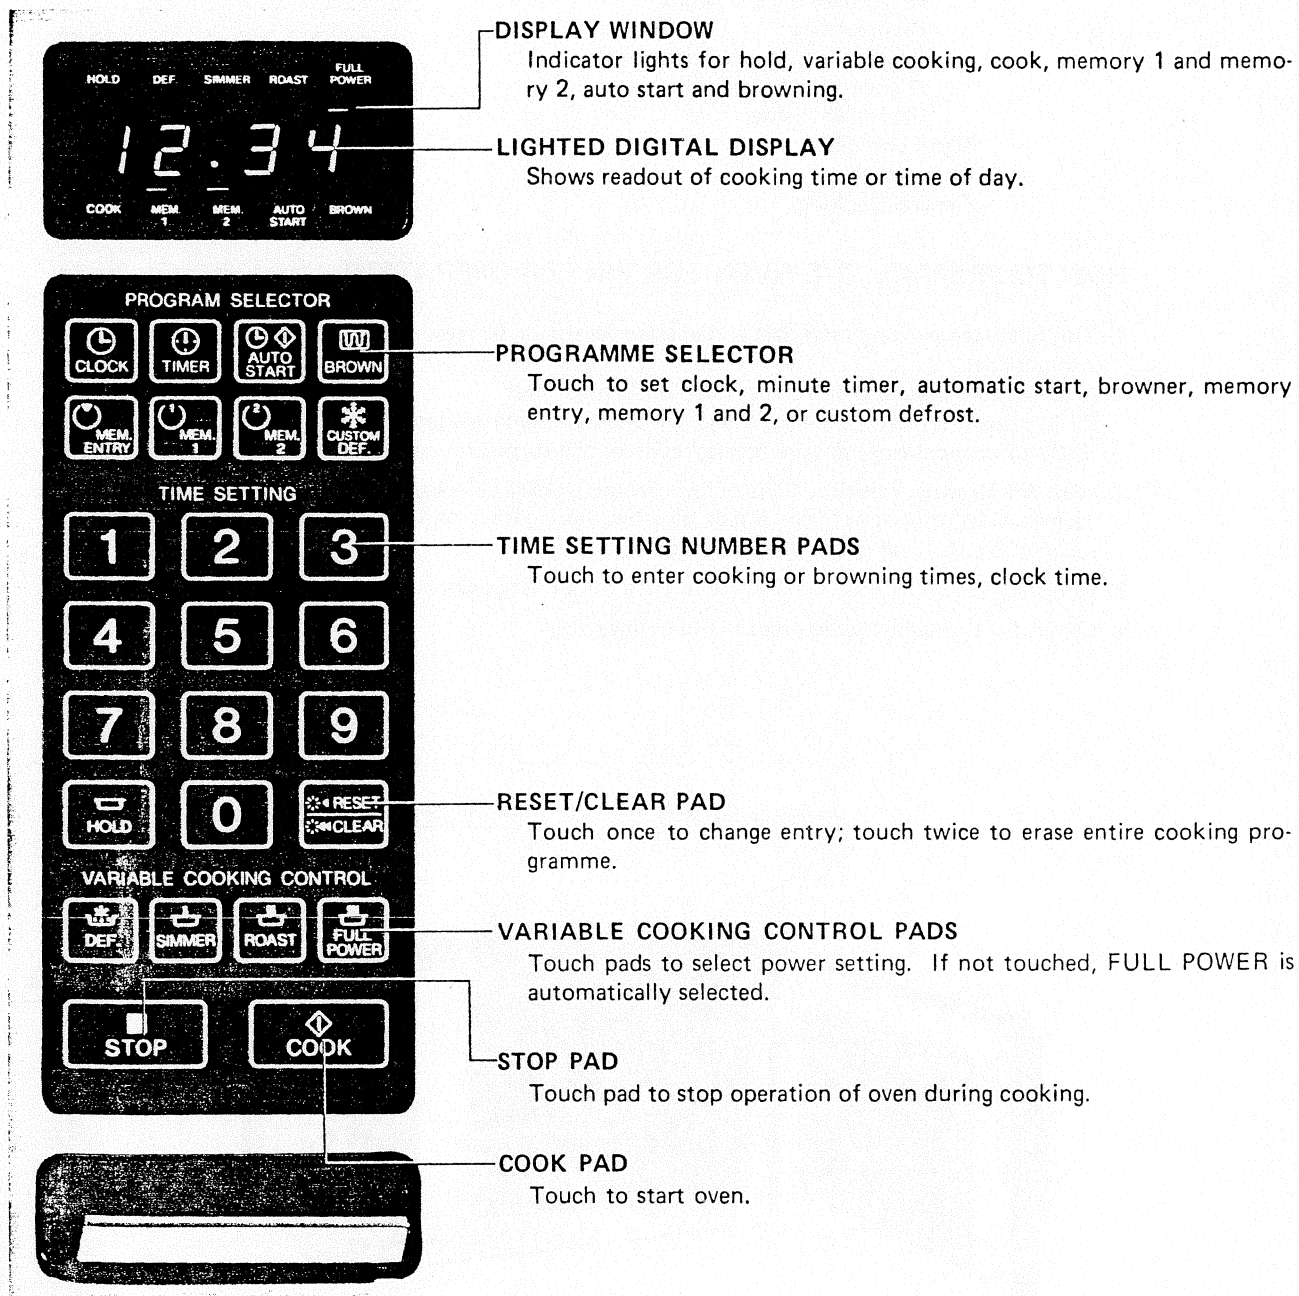 DISPLAY WINDOW
Indicator lights for hold, variable cooking, cook, memory 1 and memo-
ry 2, auto start and browning.
HOLD DEF. SIMMER ROAST FULL POWER
12.34
COOK MEM. 1 MEM. 2 AUTO START BROWN
LIGHTED DIGITAL DISPLAY
Shows readout of cooking time or time of day.
PROGRAM SELECTOR
CLOCK TIMER AUTO START BROWN
MEM. ENTRY MEM. 1 MEM. 2 CUSTOM DEF.
PROGRAMME SELECTOR
Touch to set clock, minute timer, automatic start, browner, memory
entry, memory 1 and 2, or custom defrost.
TIME SETTING
1 2 3
4 5 6
7 8 9
HOLD 0 RESET
CLEAR
TIME SETTING NUMBER PADS
Touch to enter cooking or browning times, clock time.
RESET/CLEAR PAD
Touch once to change entry; touch twice to erase entire cooking pro-
gramme.
VARIABLE COOKING CONTROL
DEF. SIMMER ROAST FULL POWER
VARIABLE COOKING CONTROL PADS
Touch pads to select power setting. If not touched, FULL POWER is
automatically selected.
STOP COOK
STOP PAD
Touch pad to stop operation of oven during cooking.
COOK PAD
Touch to start oven.